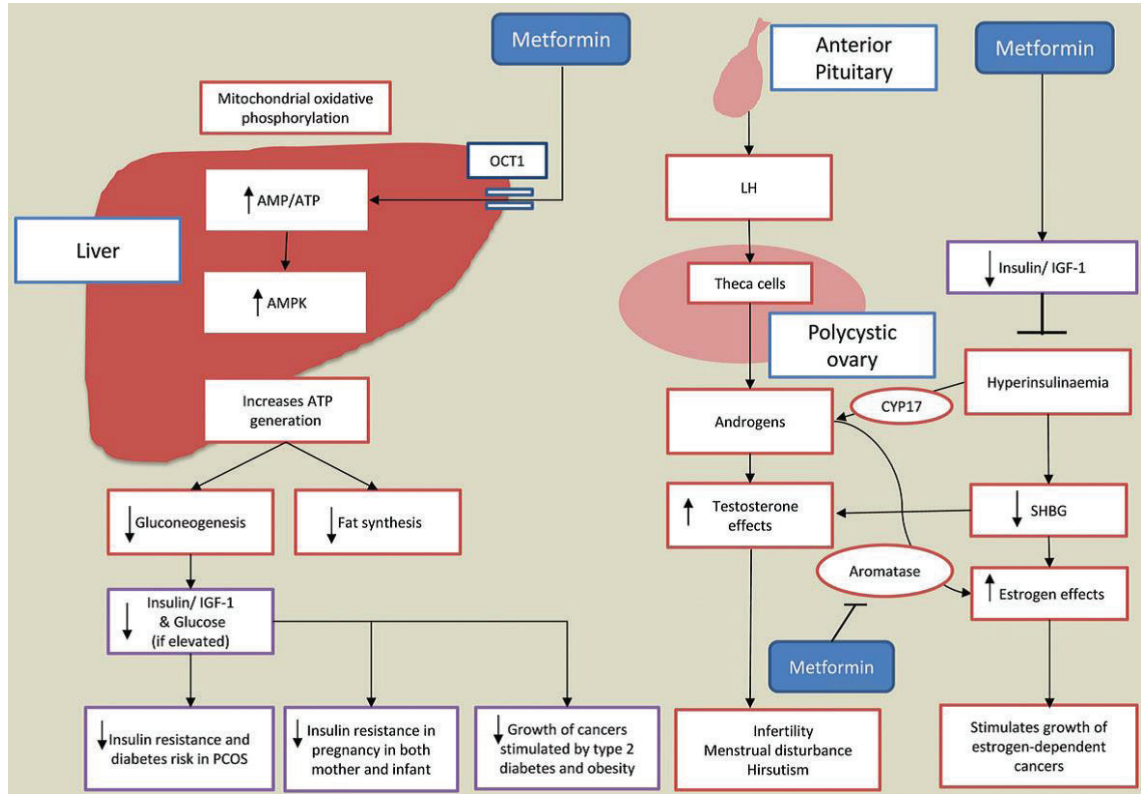 Metformin
Mitochondrial oxidative
phosphorylation
OCT1
↑ AMP/ATP
Liver
↑ AMPK
Increases ATP
generation
↓ Gluconeogenesis
↓ Fat synthesis
↓ Insulin/ IGF-1
& Glucose
(if elevated)
↓ Insulin resistance and
diabetes risk in PCOS
↓ Insulin resistance in
pregnancy in both
mother and infant
↓ Growth of cancers
stimulated by type 2
diabetes and obesity
Anterior
Pituitary
LH
Theca cells
Polycystic
ovary
Androgens
↑ Testosterone
effects
Infertility
Menstrual disturbance
Hirsutism
Metformin
↓ Insulin/ IGF-1
Hyperinsulinaemia
CYP17
↓ SHBG
Aromatase
↑ Estrogen effects
Metformin
Stimulates growth of
estrogen-dependent
cancers